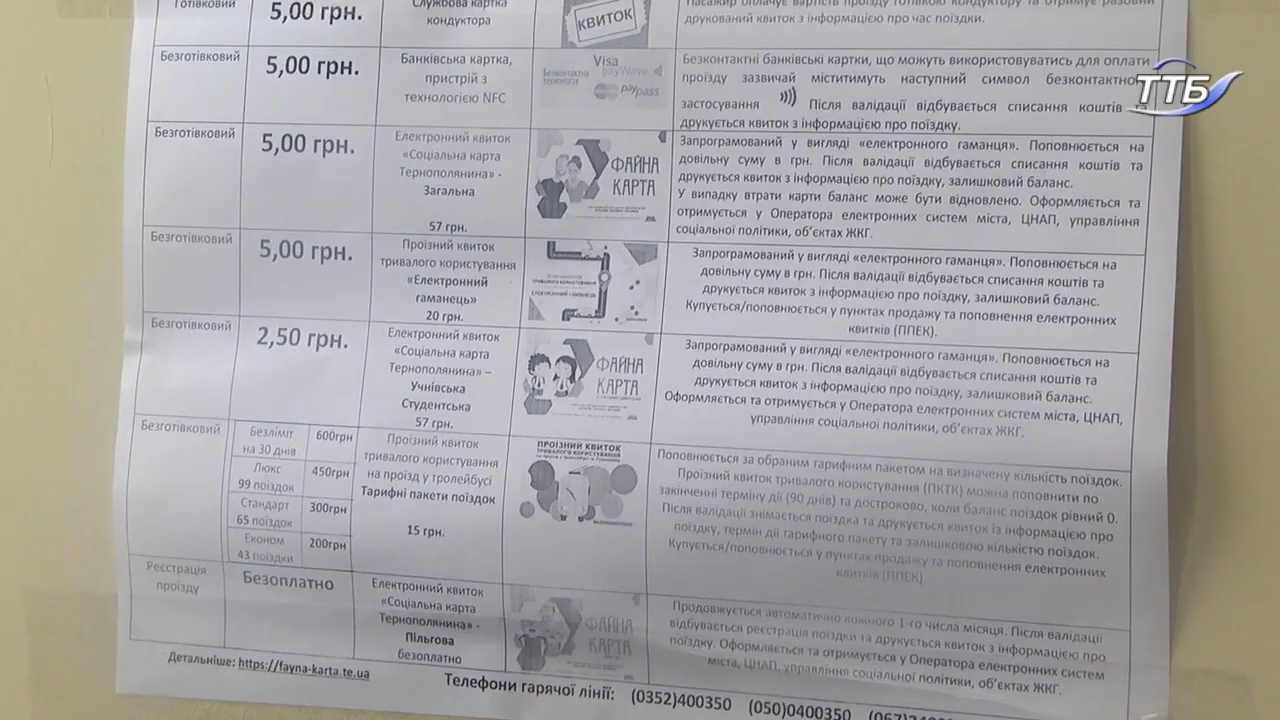 Готівковий
5,00 грн.
Службова картка
кондуктора
КВИТОК
Пасажир оплачує вартість проїзду готівкою кондуктору та отримує разовий
друкований квиток з інформацією про час поїздки.
Безготівковий
5,00 грн.
Банківська картка,
пристрій з
технологією NFC
Visa
payWave
Безконтактна
технологія
paypass
Безконтактні банківські картки, що можуть використовуватись для оплати
проїзду зазвичай міститимуть наступний символ безконтактного
застосування Після валідації відбувається списання коштів та
друкується квиток з інформацією про поїздку.
ТТБ
Безготівковий
5,00 грн.
Електронний квиток
«Соціальна карта
Тернополянина» -
Загальна
57 грн.
ФАЙНА
КАРТА
Запрограмований у вигляді «електронного гаманця». Поповнюється на
довільну суму в грн. Після валідації відбувається списання коштів та
друкується квиток з інформацією про поїздку, залишковий баланс.
У випадку втрати карти баланс може бути відновлено. Оформляється та
отримується у Оператора електронних систем міста, ЦНАП, управління
соціальної політики, об’єктах ЖКГ.
Безготівковий
5,00 грн.
Проїзний квиток
тривалого користування
«Електронний
гаманець»
20 грн.
ТРИВАЛОГО КОРИСТУВАННЯ
ЕЛЕКТРОННИЙ ГАМАНЕЦЬ
Запрограмований у вигляді «електронного гаманця». Поповнюється на
довільну суму в грн. Після валідації відбувається списання коштів та
друкується квиток з інформацією про поїздку, залишковий баланс.
Купується/поповнюється у пунктах продажу та поповнення електронних
квитків (ППЕК).
Безготівковий
2,50 грн.
Електронний квиток
«Соціальна карта
Тернополянина» –
Учнівська
Студентська
57 грн.
ФАЙНА
КАРТА
Запрограмований у вигляді «електронного гаманця». Поповнюється на
довільну суму в грн. Після валідації відбувається списання коштів та
друкується квиток з інформацією про поїздку, залишковий баланс.
Оформляється та отримується у Оператора електронних систем міста, ЦНАП,
управління соціальної політики, об’єктах ЖКГ.
Безготівковий
Безліміт
на 30 днів
600грн
Люкс
99 поїздок
450грн
Стандарт
65 поїздок
300грн
Економ
43 поїздки
200грн
Проїзний квиток
тривалого користування
на проїзд у тролейбусі
Тарифні пакети поїздок
15 грн.
ПРОЇЗНИЙ КВИТОК
ТРИВАЛОГО КОРИСТУВАННЯ
Поповнюється за обраним тарифним пакетом на визначену кількість поїздок.
Проїзний квиток тривалого користування (ПКТК) можна поповнити по
закінченні терміну дії (90 днів) та достроково, коли баланс поїздок рівний 0.
Після валідації знімається поїздка та друкується квиток із інформацією про
поїздку, термін дії тарифного пакету та залишковою кількістю поїздок.
Купується/поповнюється у пунктах продажу та поповнення електронних
квитків (ППЕК).
Реєстрація
проїзду
Безоплатно
Електронний квиток
«Соціальна карта
Тернополянина» -
Пільгова
безоплатно
ФАЙНА
КАРТА
Продовжується автоматично кожного 1-го числа місяця. Після валідації
відбувається реєстрація поїздки та друкується квиток з інформацією про
поїздку. Оформляється та отримується у Оператора електронних систем
міста, ЦНАП, управління соціальної політики, об’єктах ЖКГ.
Детальніше: https://fayna-karta.te.ua
Телефони гарячої лінії: (0352)400350 (050)0400350